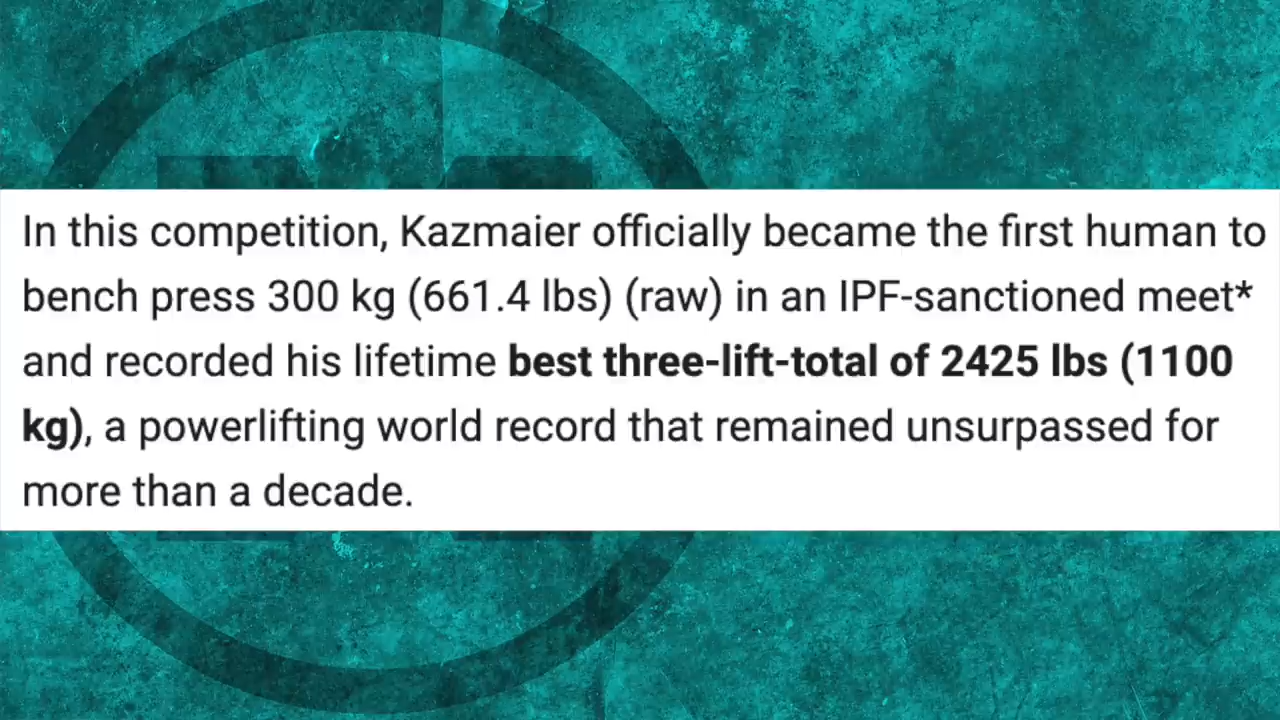 In this competition, Kazmaier officially became the first human to
bench press 300 kg (661.4 lbs) (raw) in an IPF-sanctioned meet*
and recorded his lifetime best three-lift-total of 2425 lbs (1100
kg), a powerlifting world record that remained unsurpassed for
more than a decade.